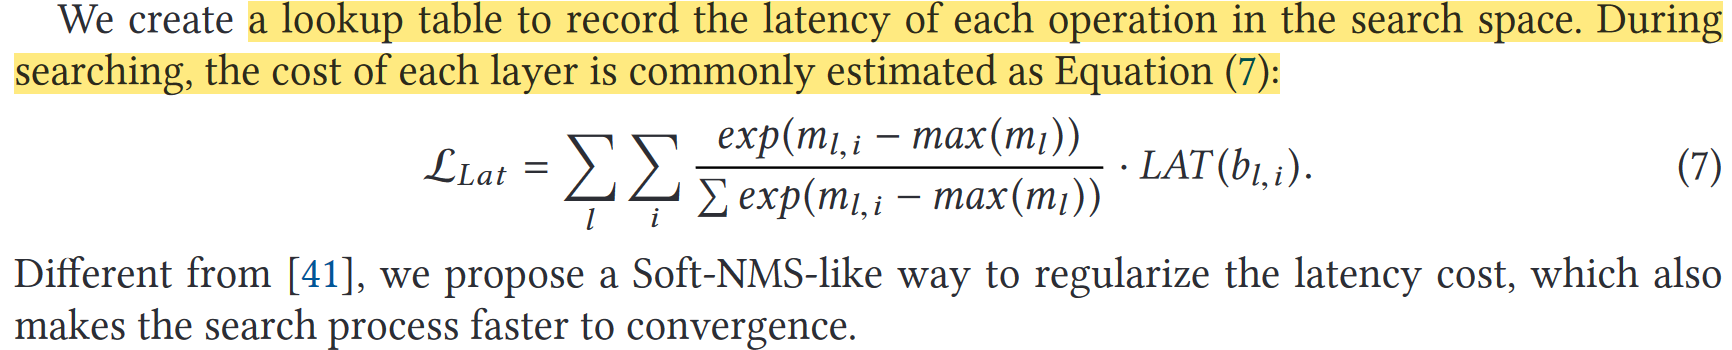 We create a lookup table to record the latency of each operation in the search space. During
searching, the cost of each layer is commonly estimated as Equation (7):
ℒ_{Lat} = ∑_l ∑_i \frac{exp(m_{l,i} − max(m_l))}{∑ exp(m_{l,i} − max(m_l))} · LAT(b_{l,i}). (7)
Different from [41], we propose a Soft-NMS-like way to regularize the latency cost, which also
makes the search process faster to convergence.